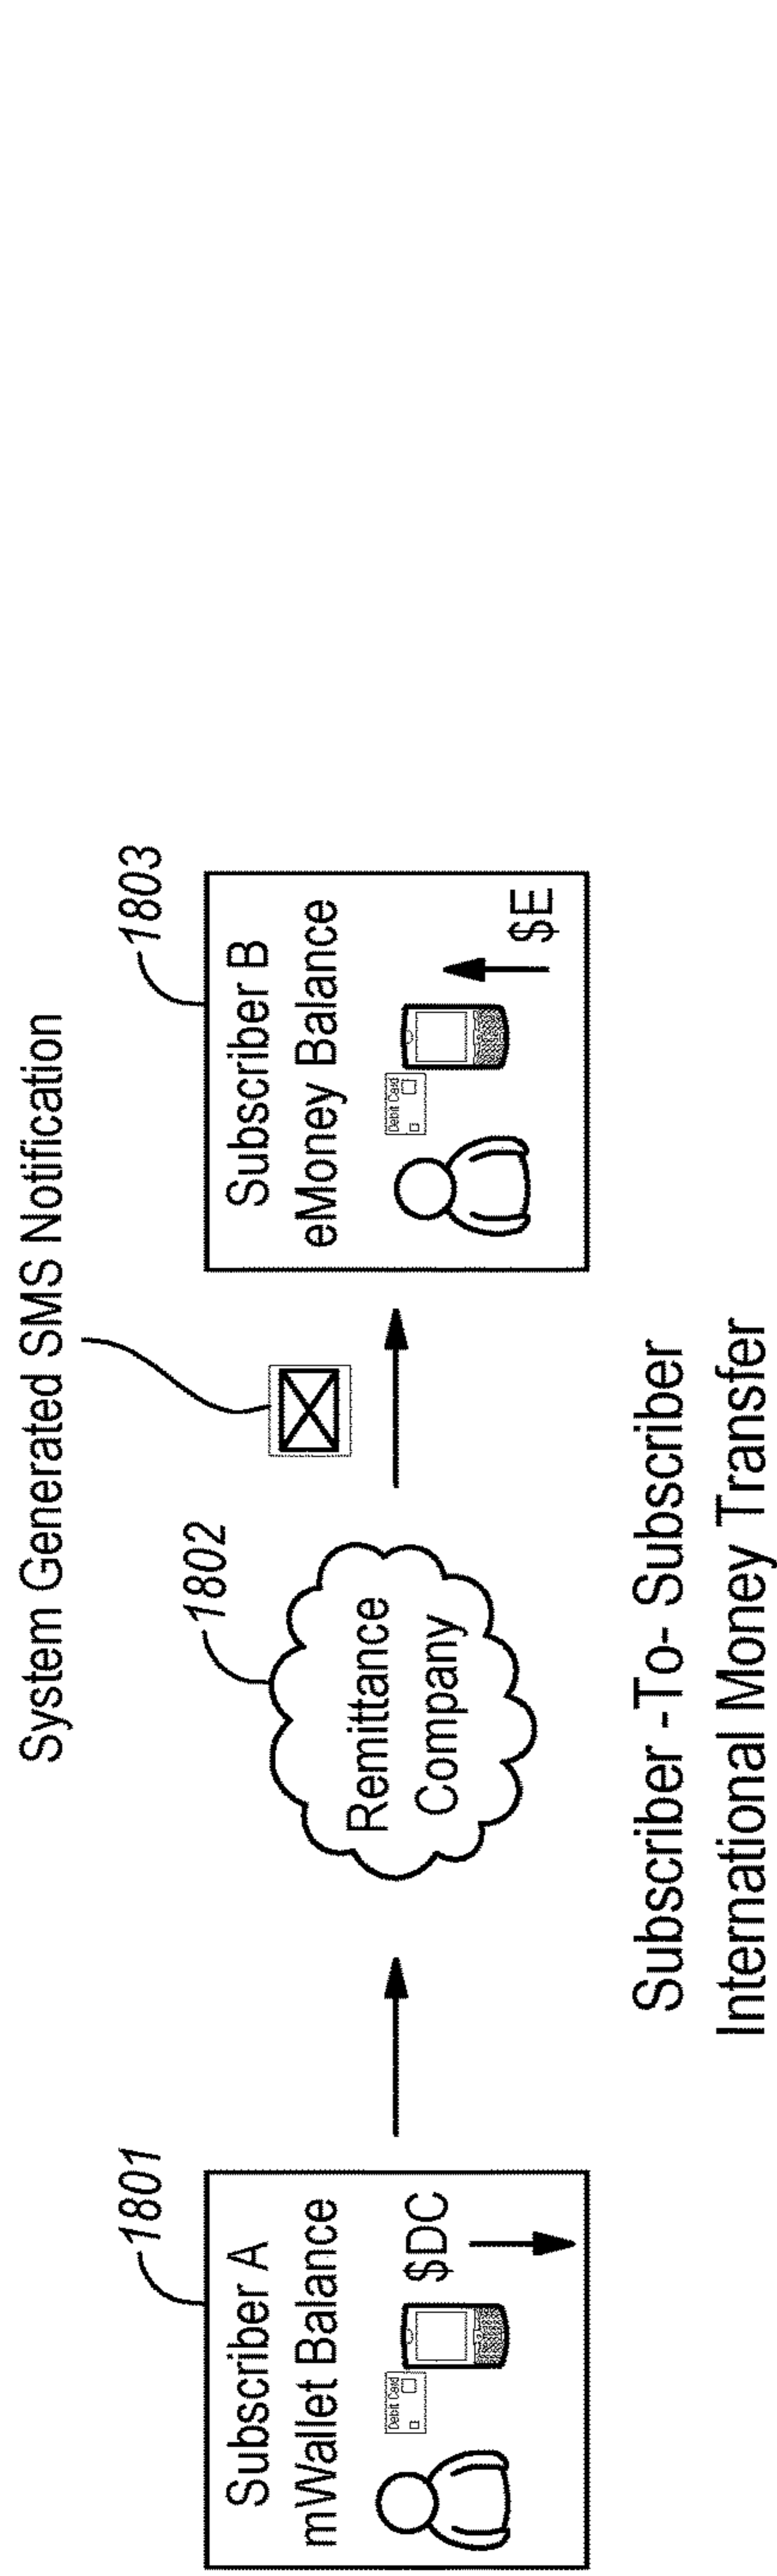 System Generated SMS Notification
1801
Subscriber A
mWallet Balance
Debit Card
$DC
1802
Remittance
Company
1803
Subscriber B
eMoney Balance
Debit Card
$E
Subscriber -To- Subscriber
International Money Transfer